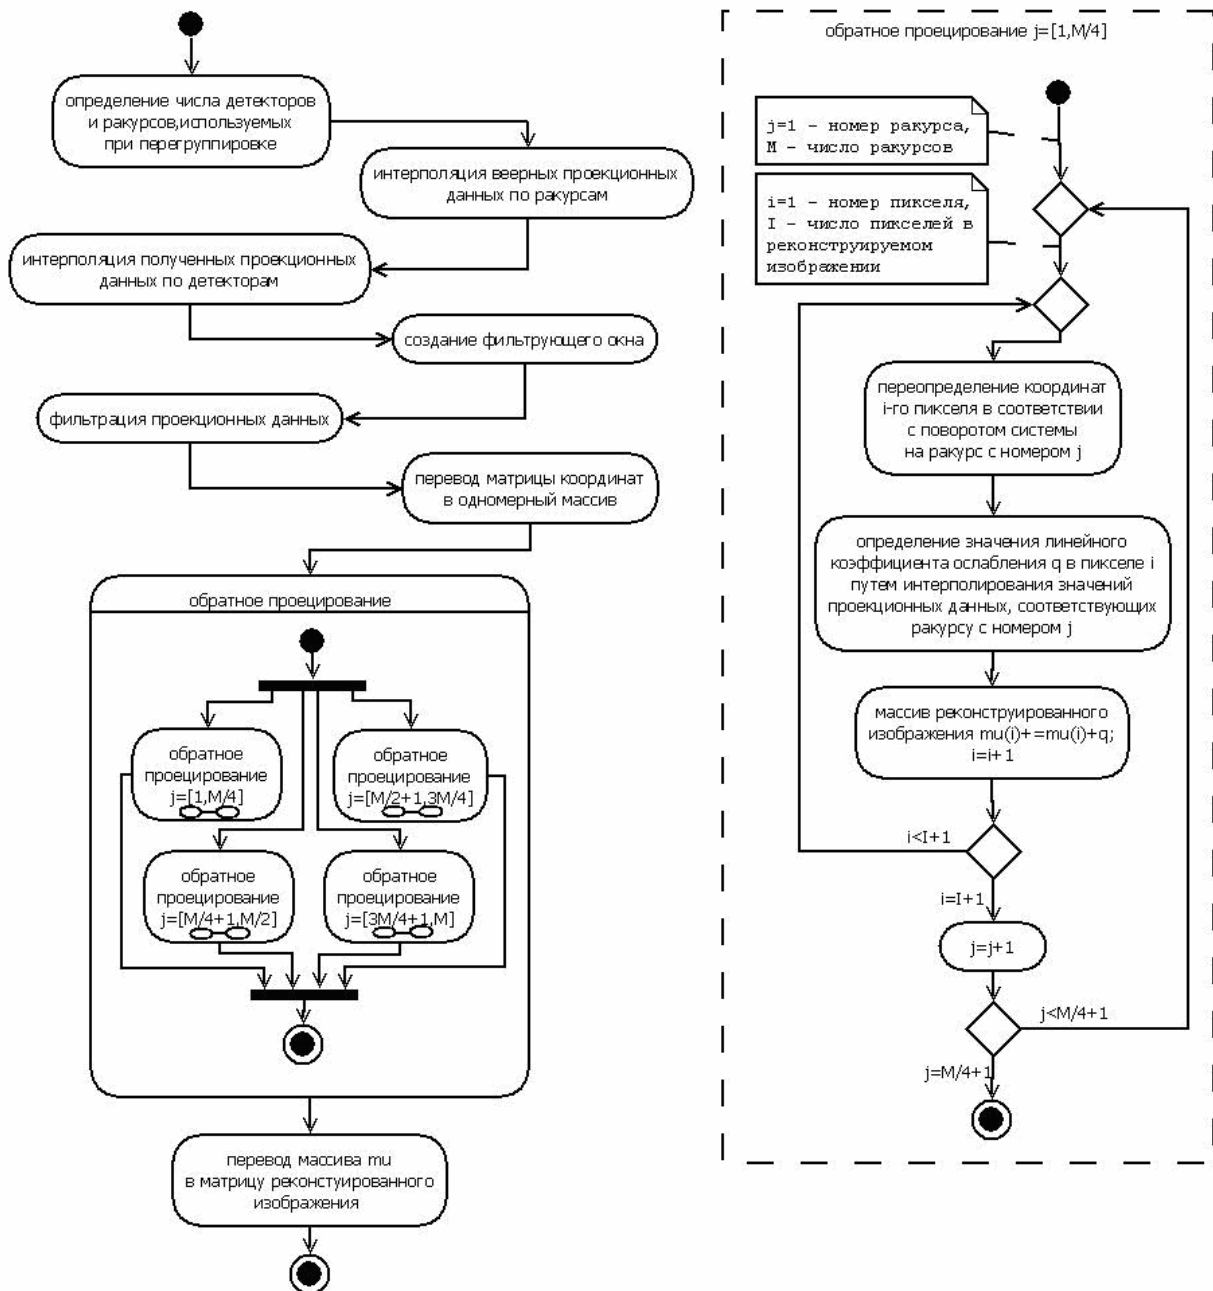 определение числа детекторов
и ракурсов,используемых
при перегруппировке
интерполяция веерных проекционных
данных по ракурсам
интерполяция полученных проекционных
данных по детекторам
создание фильтрующего окна
фильтрация проекционных данных
перевод матрицы координат
в одномерный массив
обратное проецирование
обратное
проецирование
j=[1,M/4]
обратное
проецирование
j=[M/2+1,3M/4]
обратное
проецирование
j=[M/4+1,M/2]
обратное
проецирование
j=[3M/4+1,M]
перевод массива mu
в матрицу реконстуированного
изображения
обратное проецирование j=[1,M/4]
j=1 - номер ракурса,
M - число ракурсов
i=1 - номер пикселя,
I - число пикселей в
реконструируемом
изображении
переопределение координат
i-го пикселя в соответствии
с поворотом системы
на ракурс с номером j
определение значения линейного
коэффициента ослабления q в пикселе i
путем интерполирования значений
проекционных данных, соответствующих
ракурсу с номером j
массив реконструированного
изображения mu(i)+=mu(i)+q;
i=i+1
i<I+1
i=I+1
j=j+1
j<M/4+1
j=M/4+1